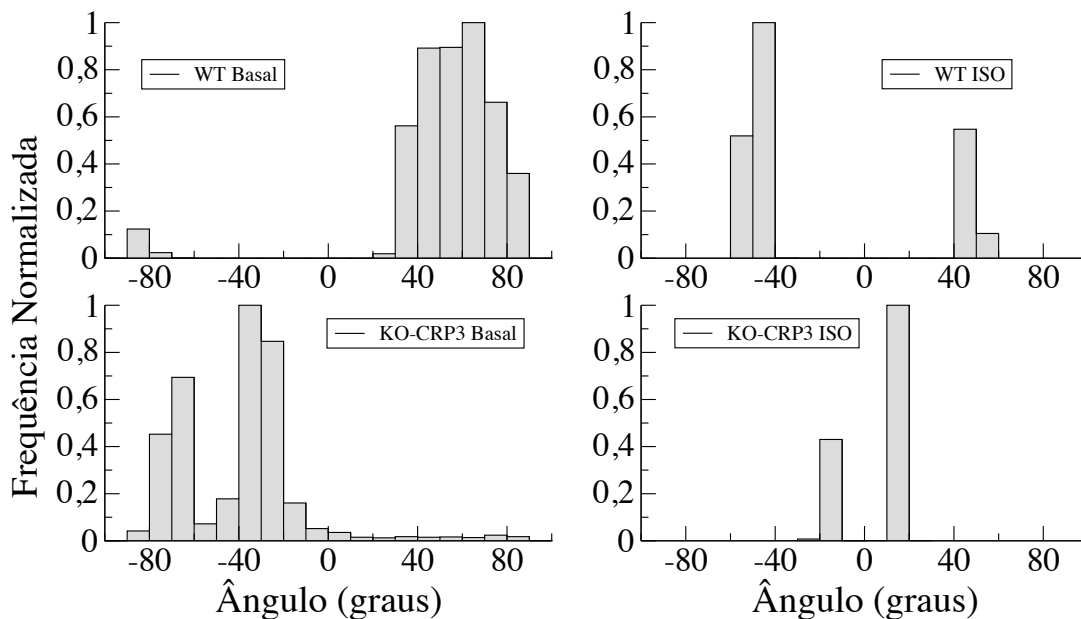 Frequência Normalizada
1
0,8
0,6
0,4
0,2
0
WT Basal
-80 -40 0 40 80
1
0,8
0,6
0,4
0,2
0
WT ISO
-80 -40 0 40 80
1
0,8
0,6
0,4
0,2
0
KO-CRP3 Basal
-80 -40 0 40 80
Ângulo (graus)
1
0,8
0,6
0,4
0,2
0
KO-CRP3 ISO
-80 -40 0 40 80
Ângulo (graus)